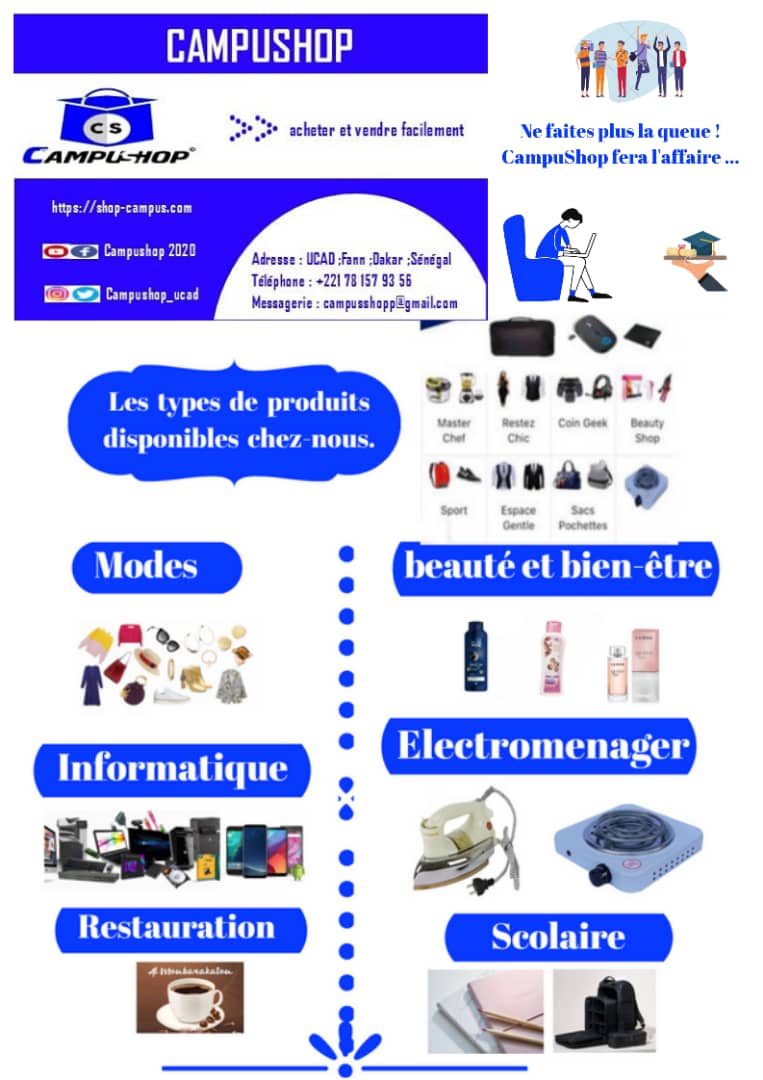 CAMPUSHOP
CS
CAMPUSHOP©
acheter et vendre facilement
Ne faites plus la queue !
CampuShop fera l'affaire ...
https://shop-campus.com
Campushop 2020
Campushop_ucad
Adresse : UCAD ;Fann ;Dakar ;Sénégal
Téléphone : +221 78 157 93 56
Messagerie : campusshopp@gmail.com
Les types de produits
disponibles chez-nous.
Master
Chef
Restez
Chic
Coin Geek
Beauty
Shop
Sport
Espace
Gentle
Sacs
Pochettes
Modes
beauté et bien-être
Informatique
Electromenager
Restauration
Al Moubarakatou
Scolaire